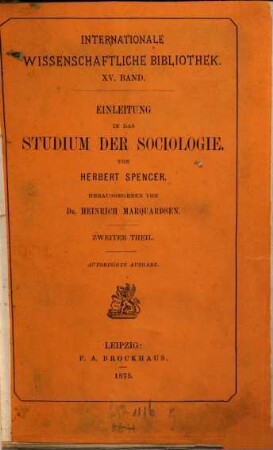 INTERNATIONALE
WISSENSCHAFTLICHE BIBLIOTHEK.
XV. BAND.
EINLEITUNG
IN DAS
STUDIUM DER SOCIOLOGIE.
VON
HERBERT SPENCER.
HERAUSGEGEBEN VON
DR. HEINRICH MARQUARDSEN.
ZWEITER THEIL.
AUTORISIRTE AUSGABE.
LEIPZIG:
F. A. BROCKHAUS.
1875.